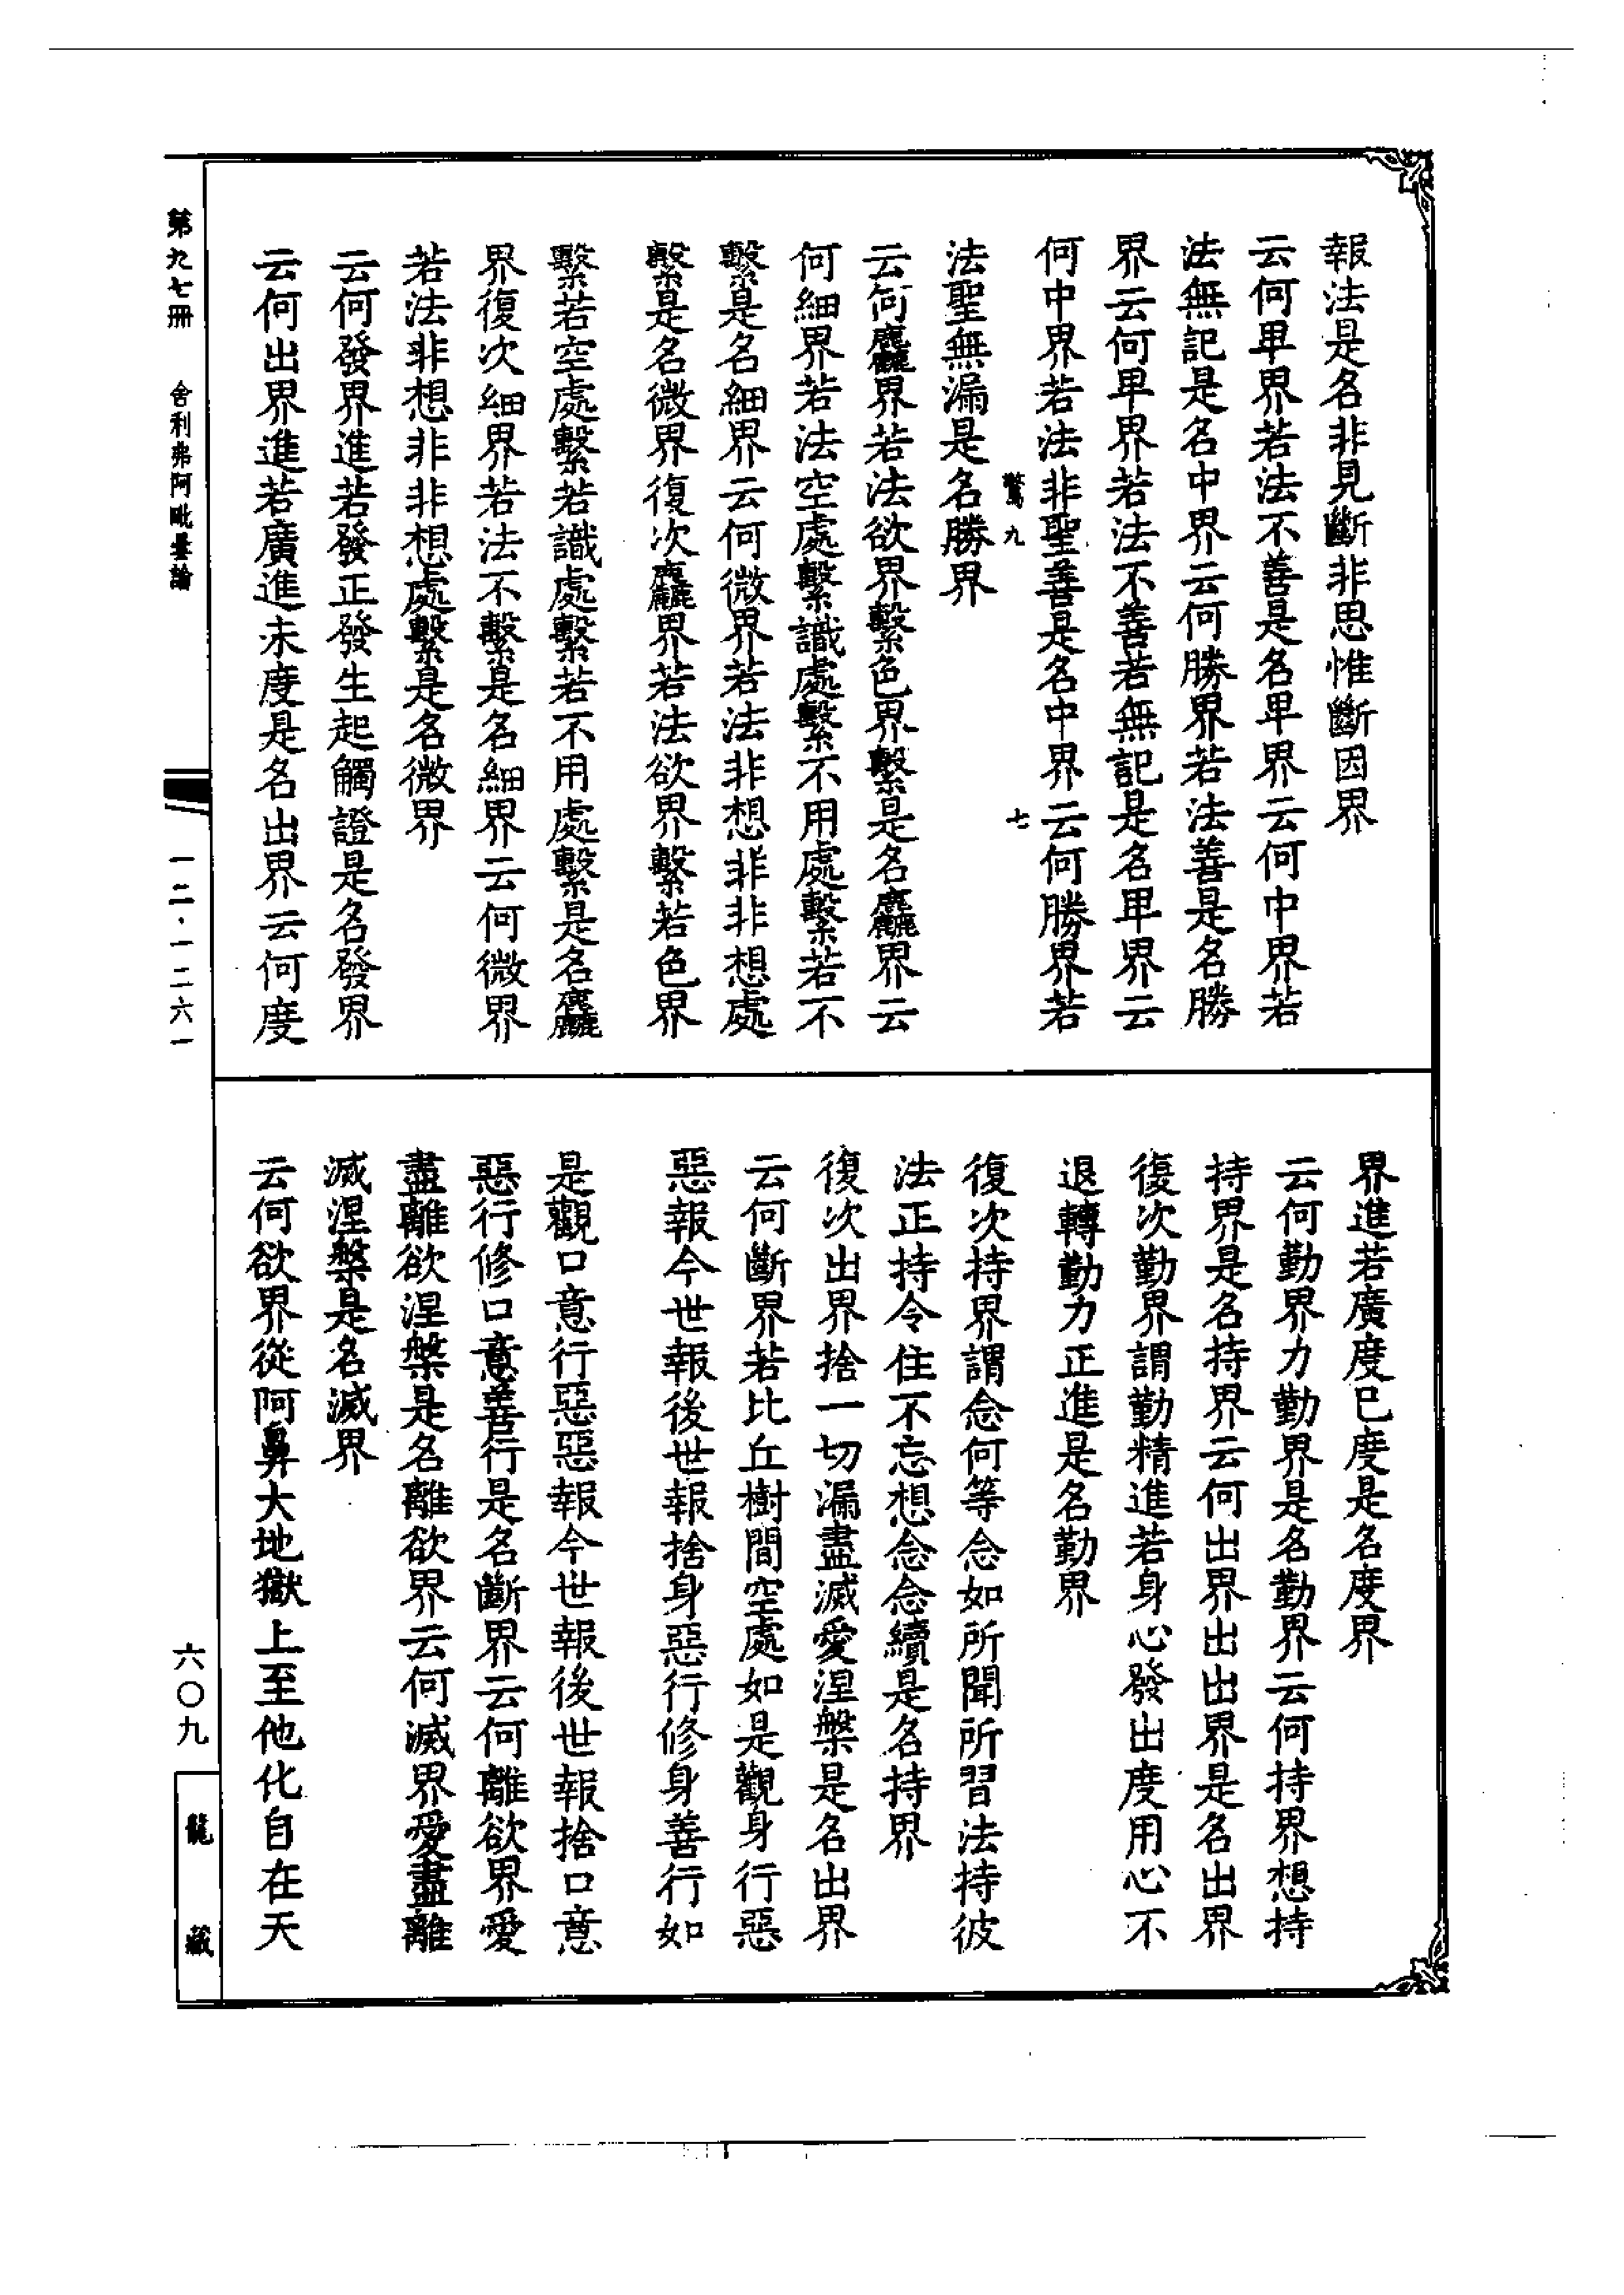 報法是名非見斷非思惟斷因界
云何卑界若法不善是名卑界云何中界若
法無記是名中界云何勝界若法善是名勝
界云何卑界若法不善若無記是名卑界云
何中界若法非聖善是名中界云何勝界若
驚九 七
法聖無漏是名勝界
云何麤界若法欲界繫色界繫是名麤界云
何細界若法空處繫識處繫不用處繫若不
繫是名細界云何微界若法非想非非想處
繫是名微界復次麤界若法欲界繫若色界
繫若空處繫若識處繫若不用處繫是名麤
界復次細界若法不繫是名細界云何微界
若法非想非非想處繫是名微界
云何發界進若發正發生起觸證是名發界
云何出界進若廣進未度是名出界云何度
界進若廣度已度是名度界
云何勤界力勤界是名勤界云何持界想持
持界是名持界云何出界出出界是名出界
復次勤界謂勤精進若身心發出度用心不
退轉勤力正進是名勤界
復次持界謂念何等念如所聞所習法持彼
法正持令住不忘想念念續是名持界
復次出界捨一切漏盡滅愛涅槃是名出界
云何斷界若比丘樹間空處如是觀身行惡
惡報今世報後世報捨身惡行修身善行如
是觀口意行惡惡報今世報後世報捨口意
惡行修口意善行是名斷界云何離欲界愛
盡離欲涅槃是名離欲界云何滅界愛盡離
滅涅槃是名滅界
云何欲界從阿鼻大地獄上至他化自在天
第九七冊 舍利弗阿毗曇論 一二·一二六一 六〇九
龍藏